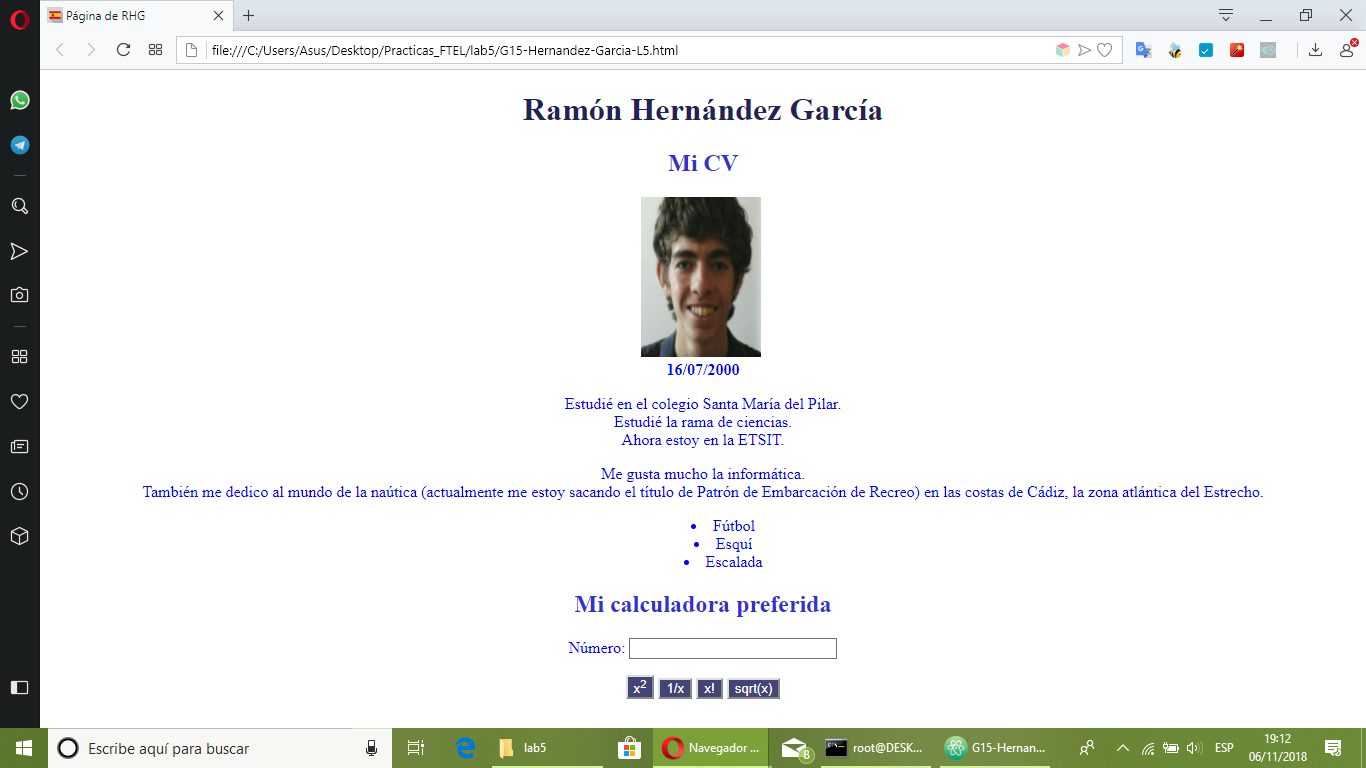 Página de RHG
file:///C:/Users/Asus/Desktop/Practicas_FTEL/lab5/G15-Hernandez-Garcia-L5.html
Ramón Hernández García
Mi CV
16/07/2000
Estudié en el colegio Santa María del Pilar.
Estudié la rama de ciencias.
Ahora estoy en la ETSIT.
Me gusta mucho la informática.
También me dedico al mundo de la naútica (actualmente me estoy sacando el título de Patrón de Embarcación de Recreo) en las costas de Cádiz, la zona atlántica del Estrecho.
• Fútbol
• Esquí
• Escalada
Mi calculadora preferida
Número:
x² 1/x x! sqrt(x)
Escribe aquí para buscar lab5 Navegador ... 8 root@DESK... G15-Hernan... ESP 19:12
06/11/2018